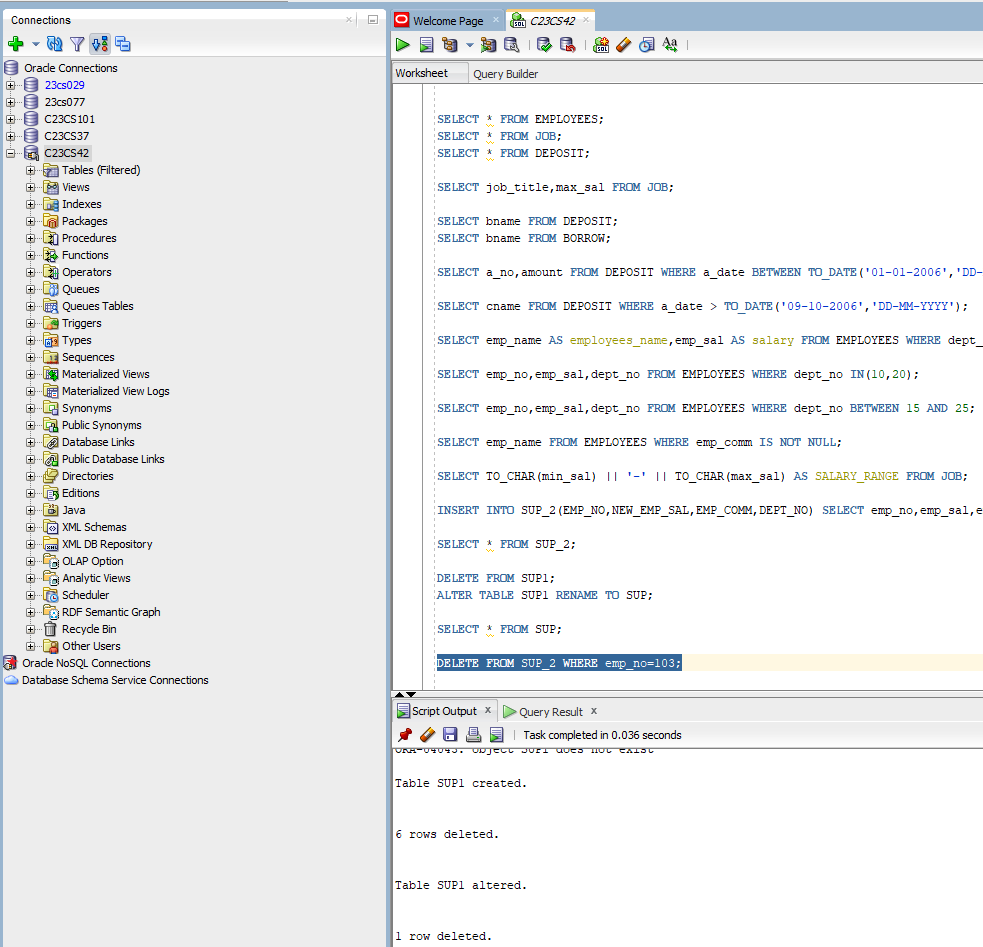 Connections
Oracle Connections
23cs029
23cs077
C23CS101
C23CS37
C23CS42
Tables (Filtered)
Views
Indexes
Packages
Procedures
Functions
Operators
Queues
Queues Tables
Triggers
Types
Sequences
Materialized Views
Materialized View Logs
Synonyms
Public Synonyms
Database Links
Public Database Links
Directories
Editions
Java
XML Schemas
XML DB Repository
OLAP Option
Analytic Views
Scheduler
RDF Semantic Graph
Recycle Bin
Other Users
Oracle NoSQL Connections
Database Schema Service Connections
Welcome Page
C23CS42
Worksheet
Query Builder
SELECT * FROM EMPLOYEES;
SELECT * FROM JOB;
SELECT * FROM DEPOSIT;
SELECT job_title,max_sal FROM JOB;
SELECT bname FROM DEPOSIT;
SELECT bname FROM BORROW;
SELECT a_no,amount FROM DEPOSIT WHERE a_date BETWEEN TO_DATE('01-01-2006','DD-
SELECT cname FROM DEPOSIT WHERE a_date > TO_DATE('09-10-2006','DD-MM-YYYY');
SELECT emp_name AS employees_name,emp_sal AS salary FROM EMPLOYEES WHERE dept_
SELECT emp_no,emp_sal,dept_no FROM EMPLOYEES WHERE dept_no IN(10,20);
SELECT emp_no,emp_sal,dept_no FROM EMPLOYEES WHERE dept_no BETWEEN 15 AND 25;
SELECT emp_name FROM EMPLOYEES WHERE emp_comm IS NOT NULL;
SELECT TO_CHAR(min_sal) || '-' || TO_CHAR(max_sal) AS SALARY_RANGE FROM JOB;
INSERT INTO SUP_2(EMP_NO,NEW_EMP_SAL,EMP_COMM,DEPT_NO) SELECT emp_no,emp_sal,e
SELECT * FROM SUP_2;
DELETE FROM SUP1;
ALTER TABLE SUP1 RENAME TO SUP;
SELECT * FROM SUP;
DELETE FROM SUP_2 WHERE emp_no=103;
Script Output
Query Result
Task completed in 0.036 seconds
ORA-04043: object SUP1 does not exist
Table SUP1 created.
6 rows deleted.
Table SUP1 altered.
1 row deleted.